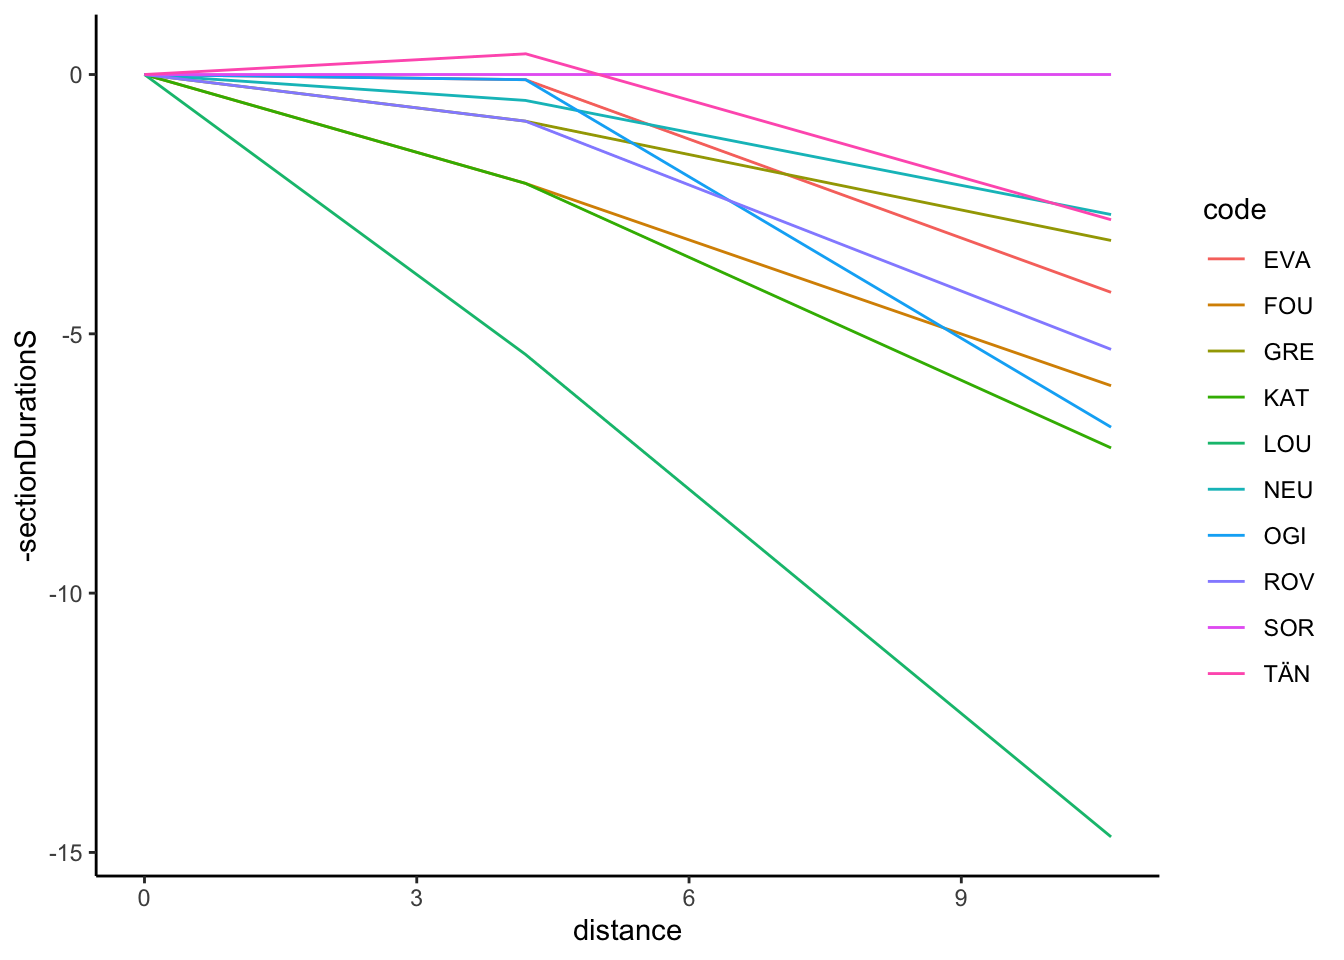 0
-5
-10
-15
-sectionDurationS
0
3
6
9
distance
code
EVA
FOU
GRE
KAT
LOU
NEU
OGI
ROV
SOR
TÄN